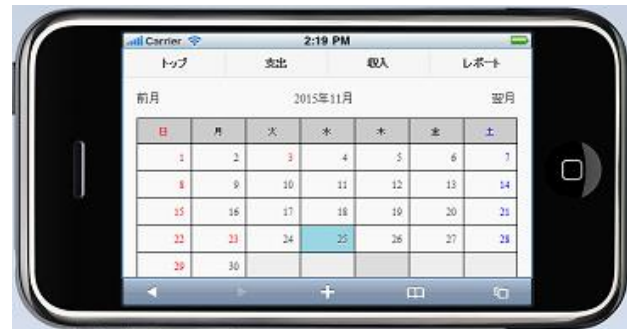 Carrier 2:19 PM
トップ 支出 収入 レポート
前月 2015年11月 翌月
日 月 火 水 木 金 土
1 2 3 4 5 6 7
8 9 10 11 12 13 14
15 16 17 18 19 20 21
22 23 24 25 26 27 28
29 30